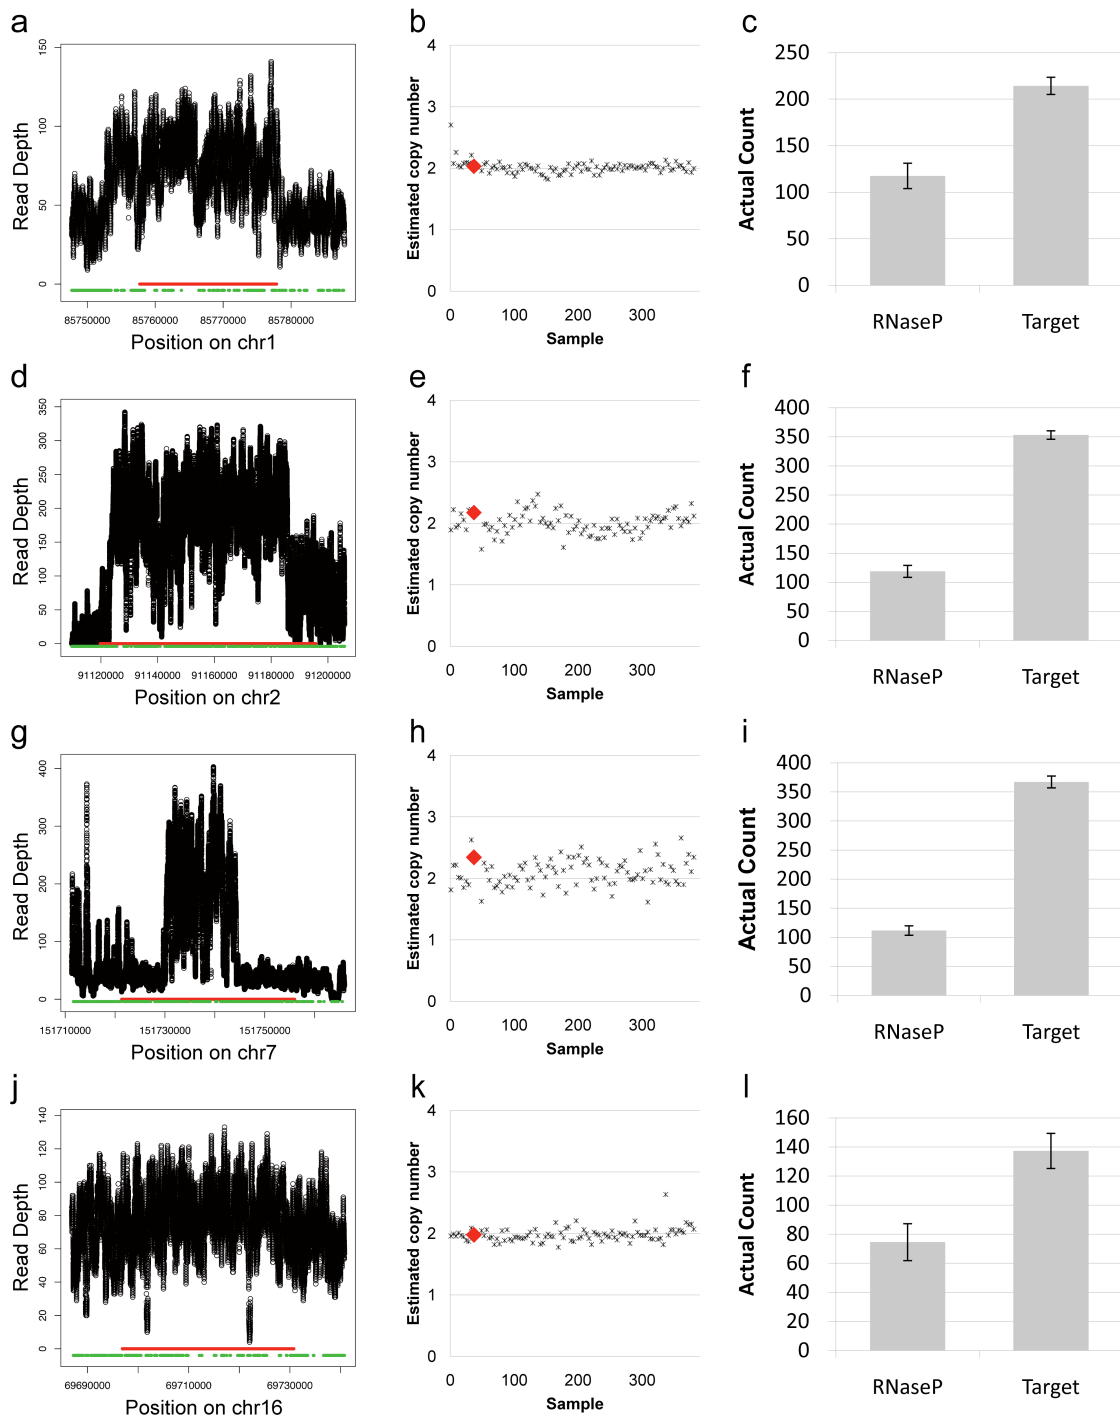 a
150
100
50
0
Read Depth
85750000 85760000 85770000 85780000
Position on chr1
b
4
3
2
1
0
Estimated copy number
0 100 200 300
Sample
c
250
200
150
100
50
0
Actual Count
RNaseP Target
d
350
300
250
200
150
100
50
0
Read Depth
91120000 91140000 91160000 91180000 91200000
Position on chr2
e
4
3
2
1
0
Estimated copy number
0 100 200 300
Sample
f
400
350
300
250
200
150
100
50
0
Actual Count
RNaseP Target
g
400
300
200
100
0
Read Depth
151710000 151730000 151750000
Position on chr7
h
4
3
2
1
0
Estimated copy number
0 100 200 300
Sample
i
400
350
300
250
200
150
100
50
0
Actual Count
RNaseP Target
j
140
120
100
80
60
40
20
0
Read Depth
69690000 69710000 69730000
Position on chr16
k
4
3
2
1
0
Estimated copy number
0 100 200 300
Sample
l
160
140
120
100
80
60
40
20
0
Actual Count
RNaseP Target